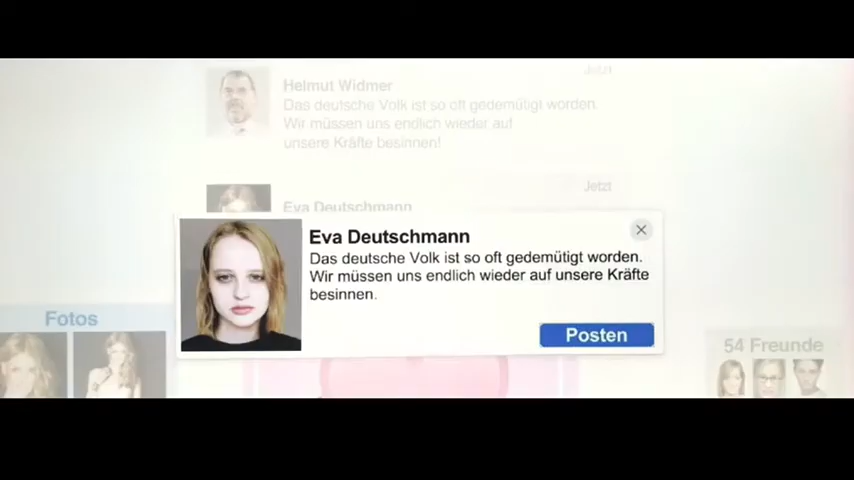 Jetzt
Helmut Widmer
Das deutsche Volk ist so oft gedemütigt worden.
Wir müssen uns endlich wieder auf
unsere Kräfte besinnen!
Jetzt
Eva Deutschmann
Eva Deutschmann
Das deutsche Volk ist so oft gedemütigt worden.
Wir müssen uns endlich wieder auf unsere Kräfte
besinnen.
Posten
Fotos
54 Freunde